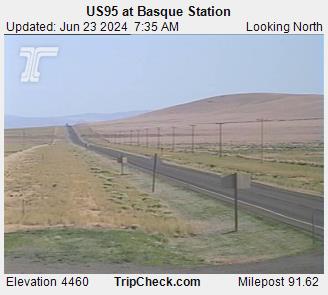 US95 at Basque Station
Updated: Jun 23 2024 7:35 AM Looking North
Elevation 4460 TripCheck.com Milepost 91.62